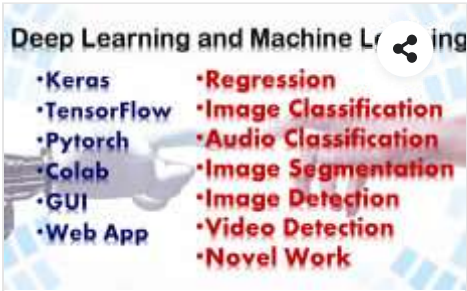 Deep Learning and Machine
Keras
TensorFlow
Pytorch
Colab
GUI
Web App
Regression
Image Classification
Audio Classification
Image Segmentation
Image Detection
Video Detection
Novel Work